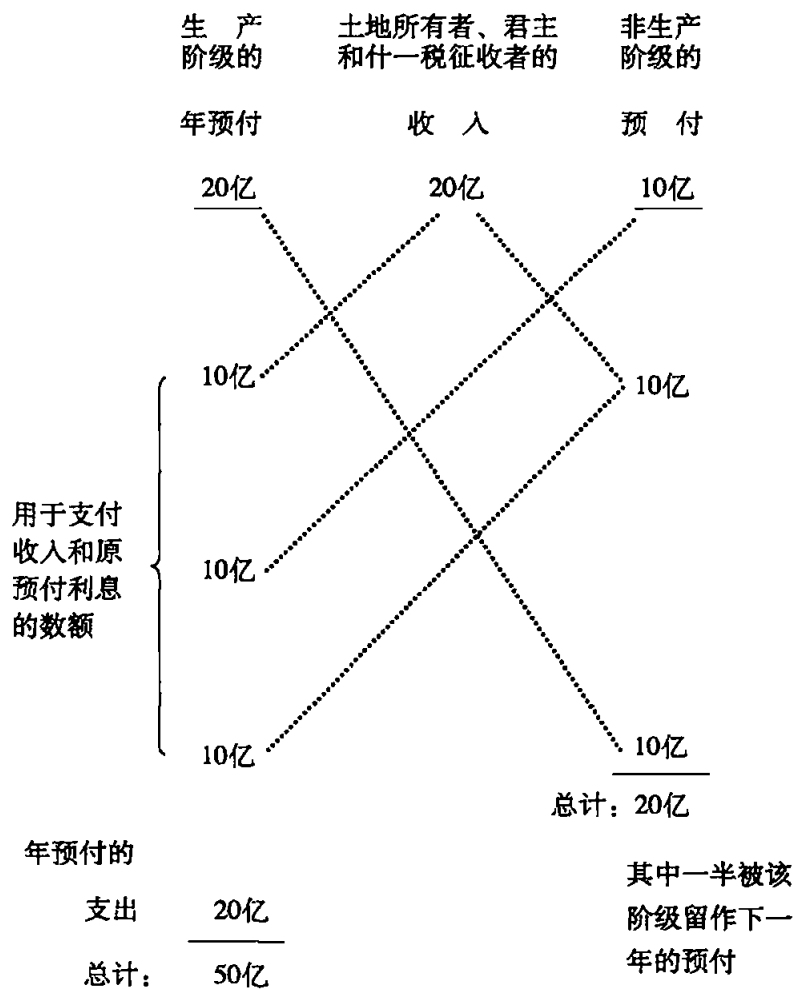 生 产
阶级的
年预付
土地所有者、君主
和什一税征收者的
收 入
非生产
阶级的
预 付
20亿
20亿
10亿
10亿
10亿
用于支付
收入和原
预付利息
的数额
10亿
10亿
10亿
总计：20亿
年预付的
支出 20亿
总计： 50亿
其中一半被该
阶级留作下一
年的预付